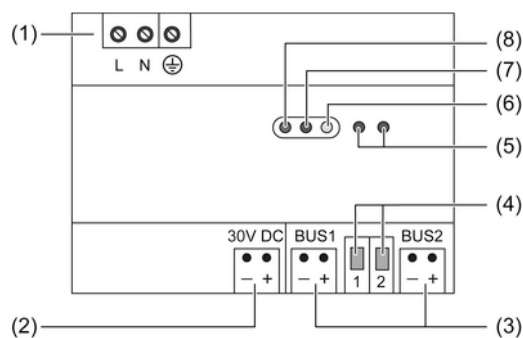 (1)
(8)
L N
(7)
(6)
(5)
(4)
30V DC BUS1 BUS2
− + − + 1 2 − +
(2) (3)